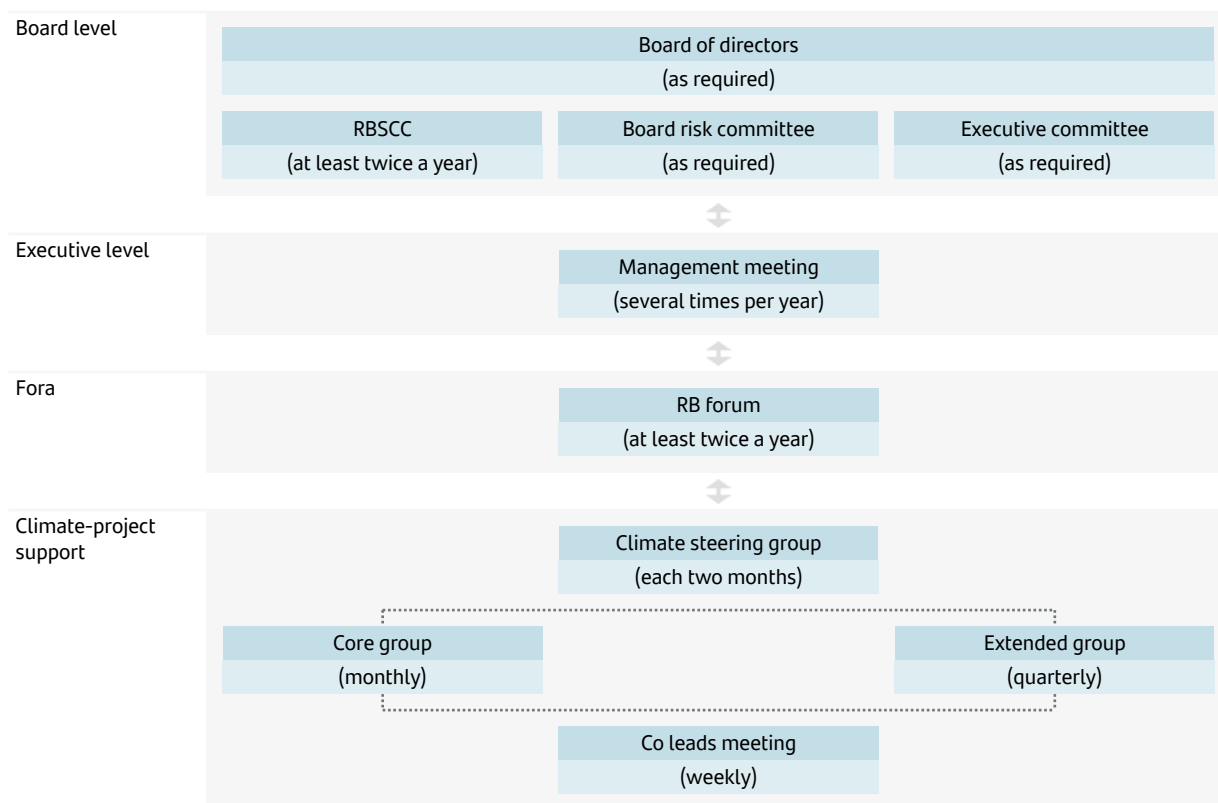 Board level
Board of directors
(as required)
RBSCC
(at least twice a year)
Board risk committee
(as required)
Executive committee
(as required)
Executive level
Management meeting
(several times per year)
Fora
RB forum
(at least twice a year)
Climate-project
support
Climate steering group
(each two months)
Core group
(monthly)
Extended group
(quarterly)
Co leads meeting
(weekly)